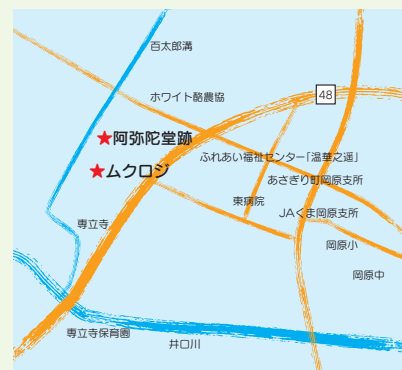 百太郎溝
ホワイト酪農協
48
★阿弥陀堂跡
ふれあい福祉センター「温華之遥」
★ムクロジ
あさぎり町岡原支所
東病院
JAくま岡原支所
専立寺
岡原小
岡原中
専立寺保育園
井口川